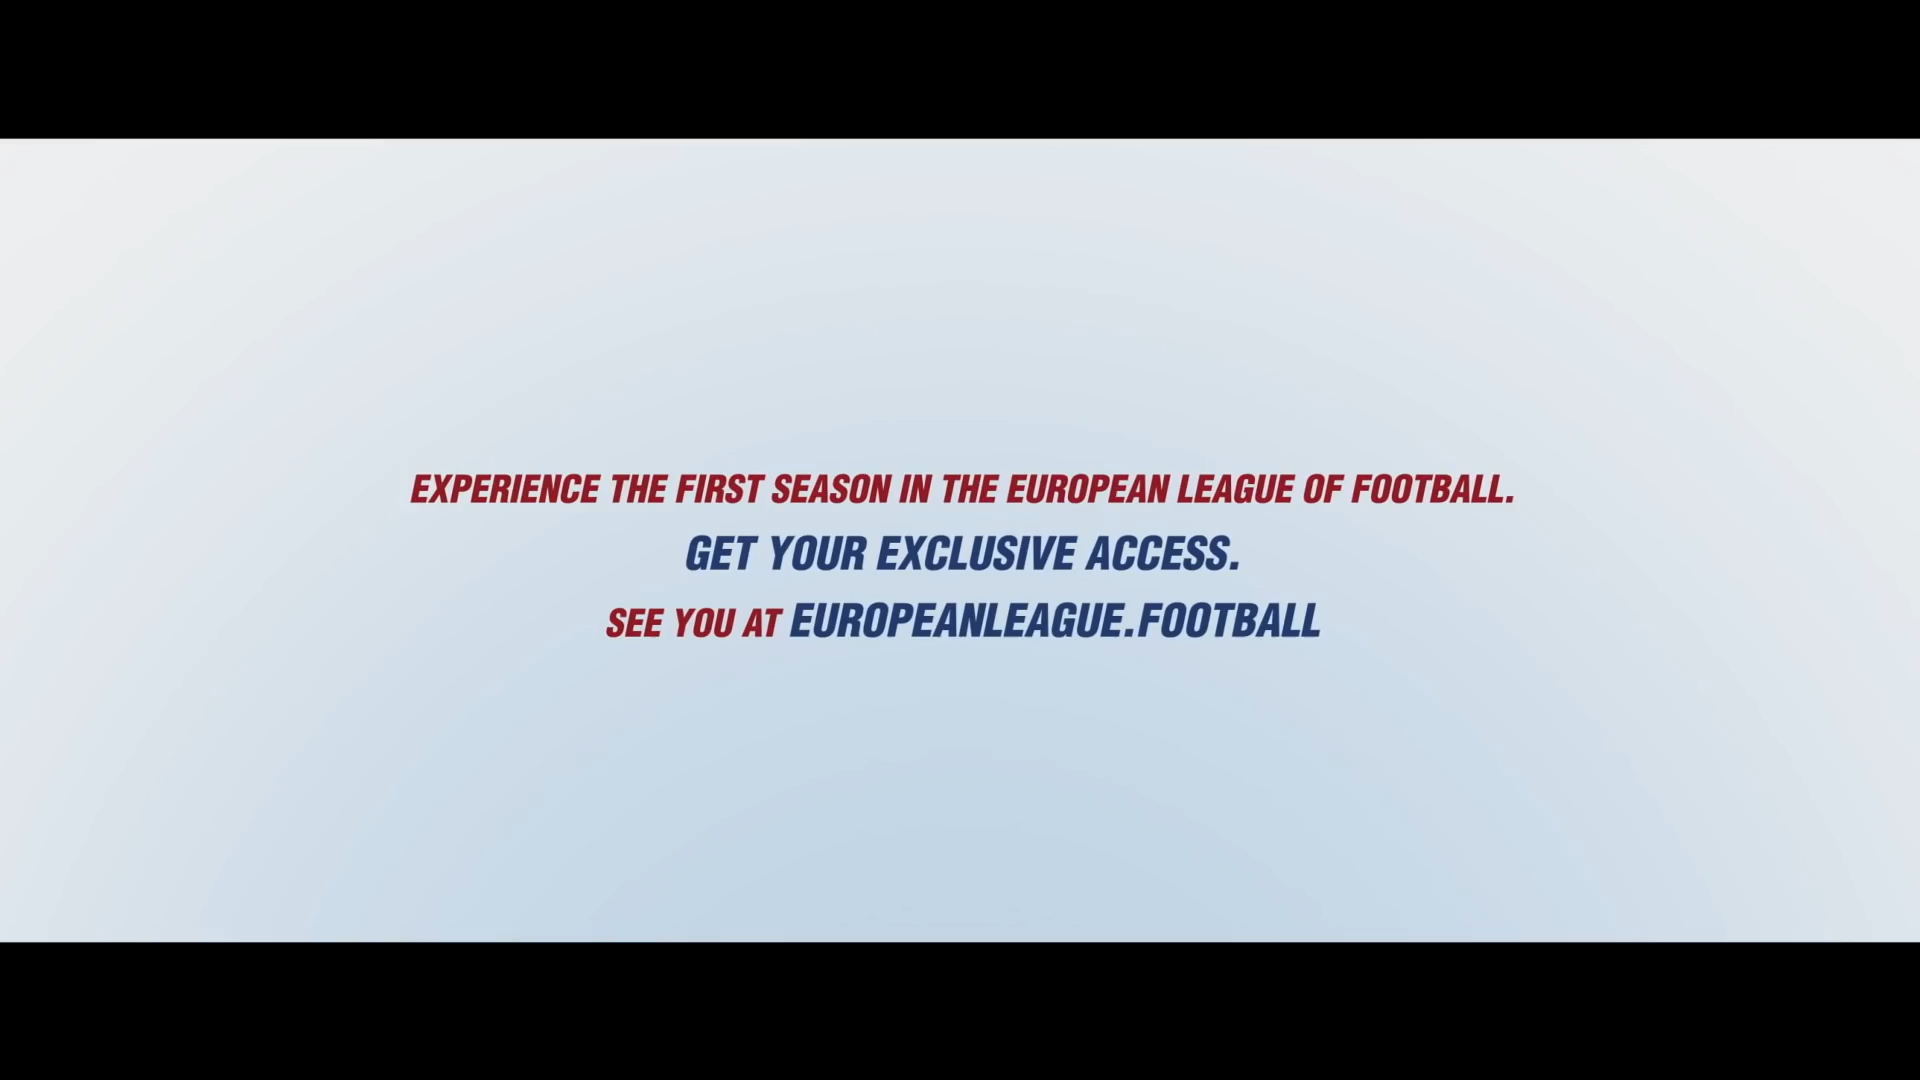 EXPERIENCE THE FIRST SEASON IN THE EUROPEAN LEAGUE OF FOOTBALL.
GET YOUR EXCLUSIVE ACCESS.
SEE YOU AT EUROPEANLEAGUE.FOOTBALL